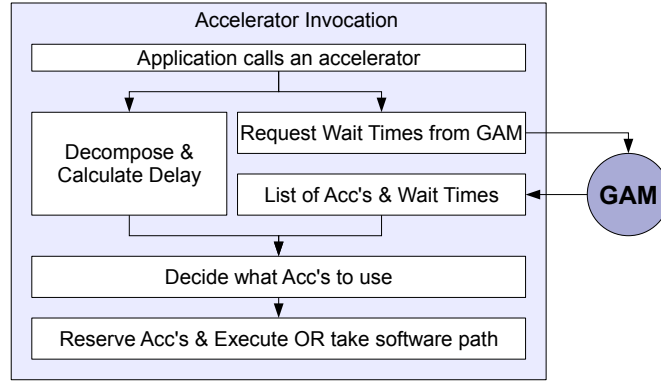 Accelerator Invocation
Application calls an accelerator
Decompose &
Calculate Delay
Request Wait Times from GAM
List of Acc's & Wait Times
GAM
Decide what Acc's to use
Reserve Acc's & Execute OR take software path